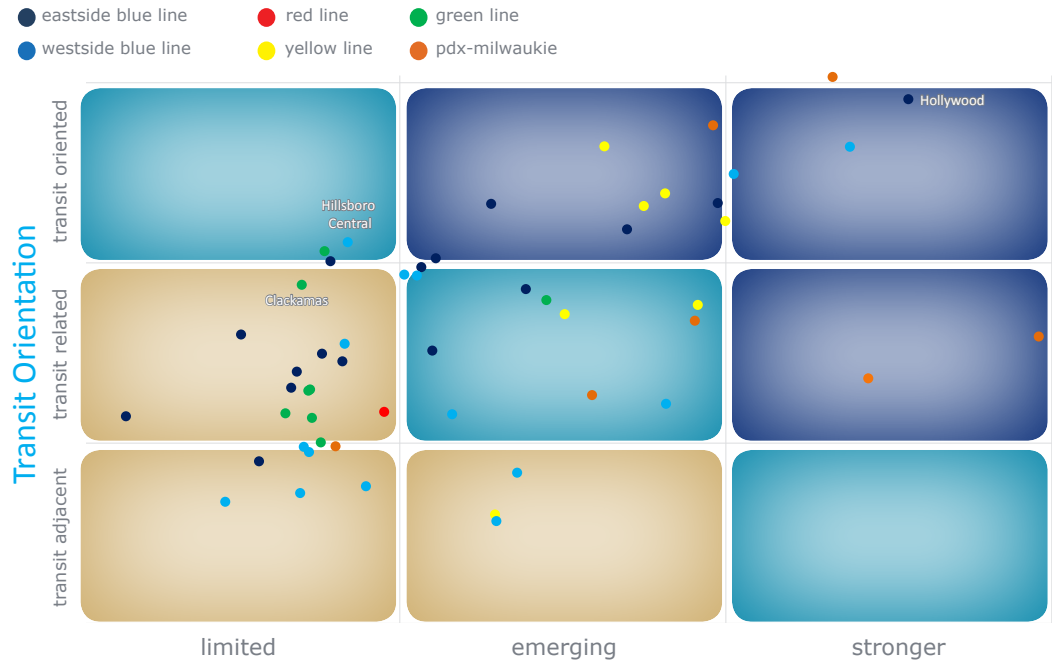 eastside blue line
red line
green line
westside blue line
yellow line
pdx-milwaukie
Transit Orientation
transit oriented
transit related
transit adjacent
Hollywood
Hillsboro
Central
Clackamas
limited
emerging
stronger